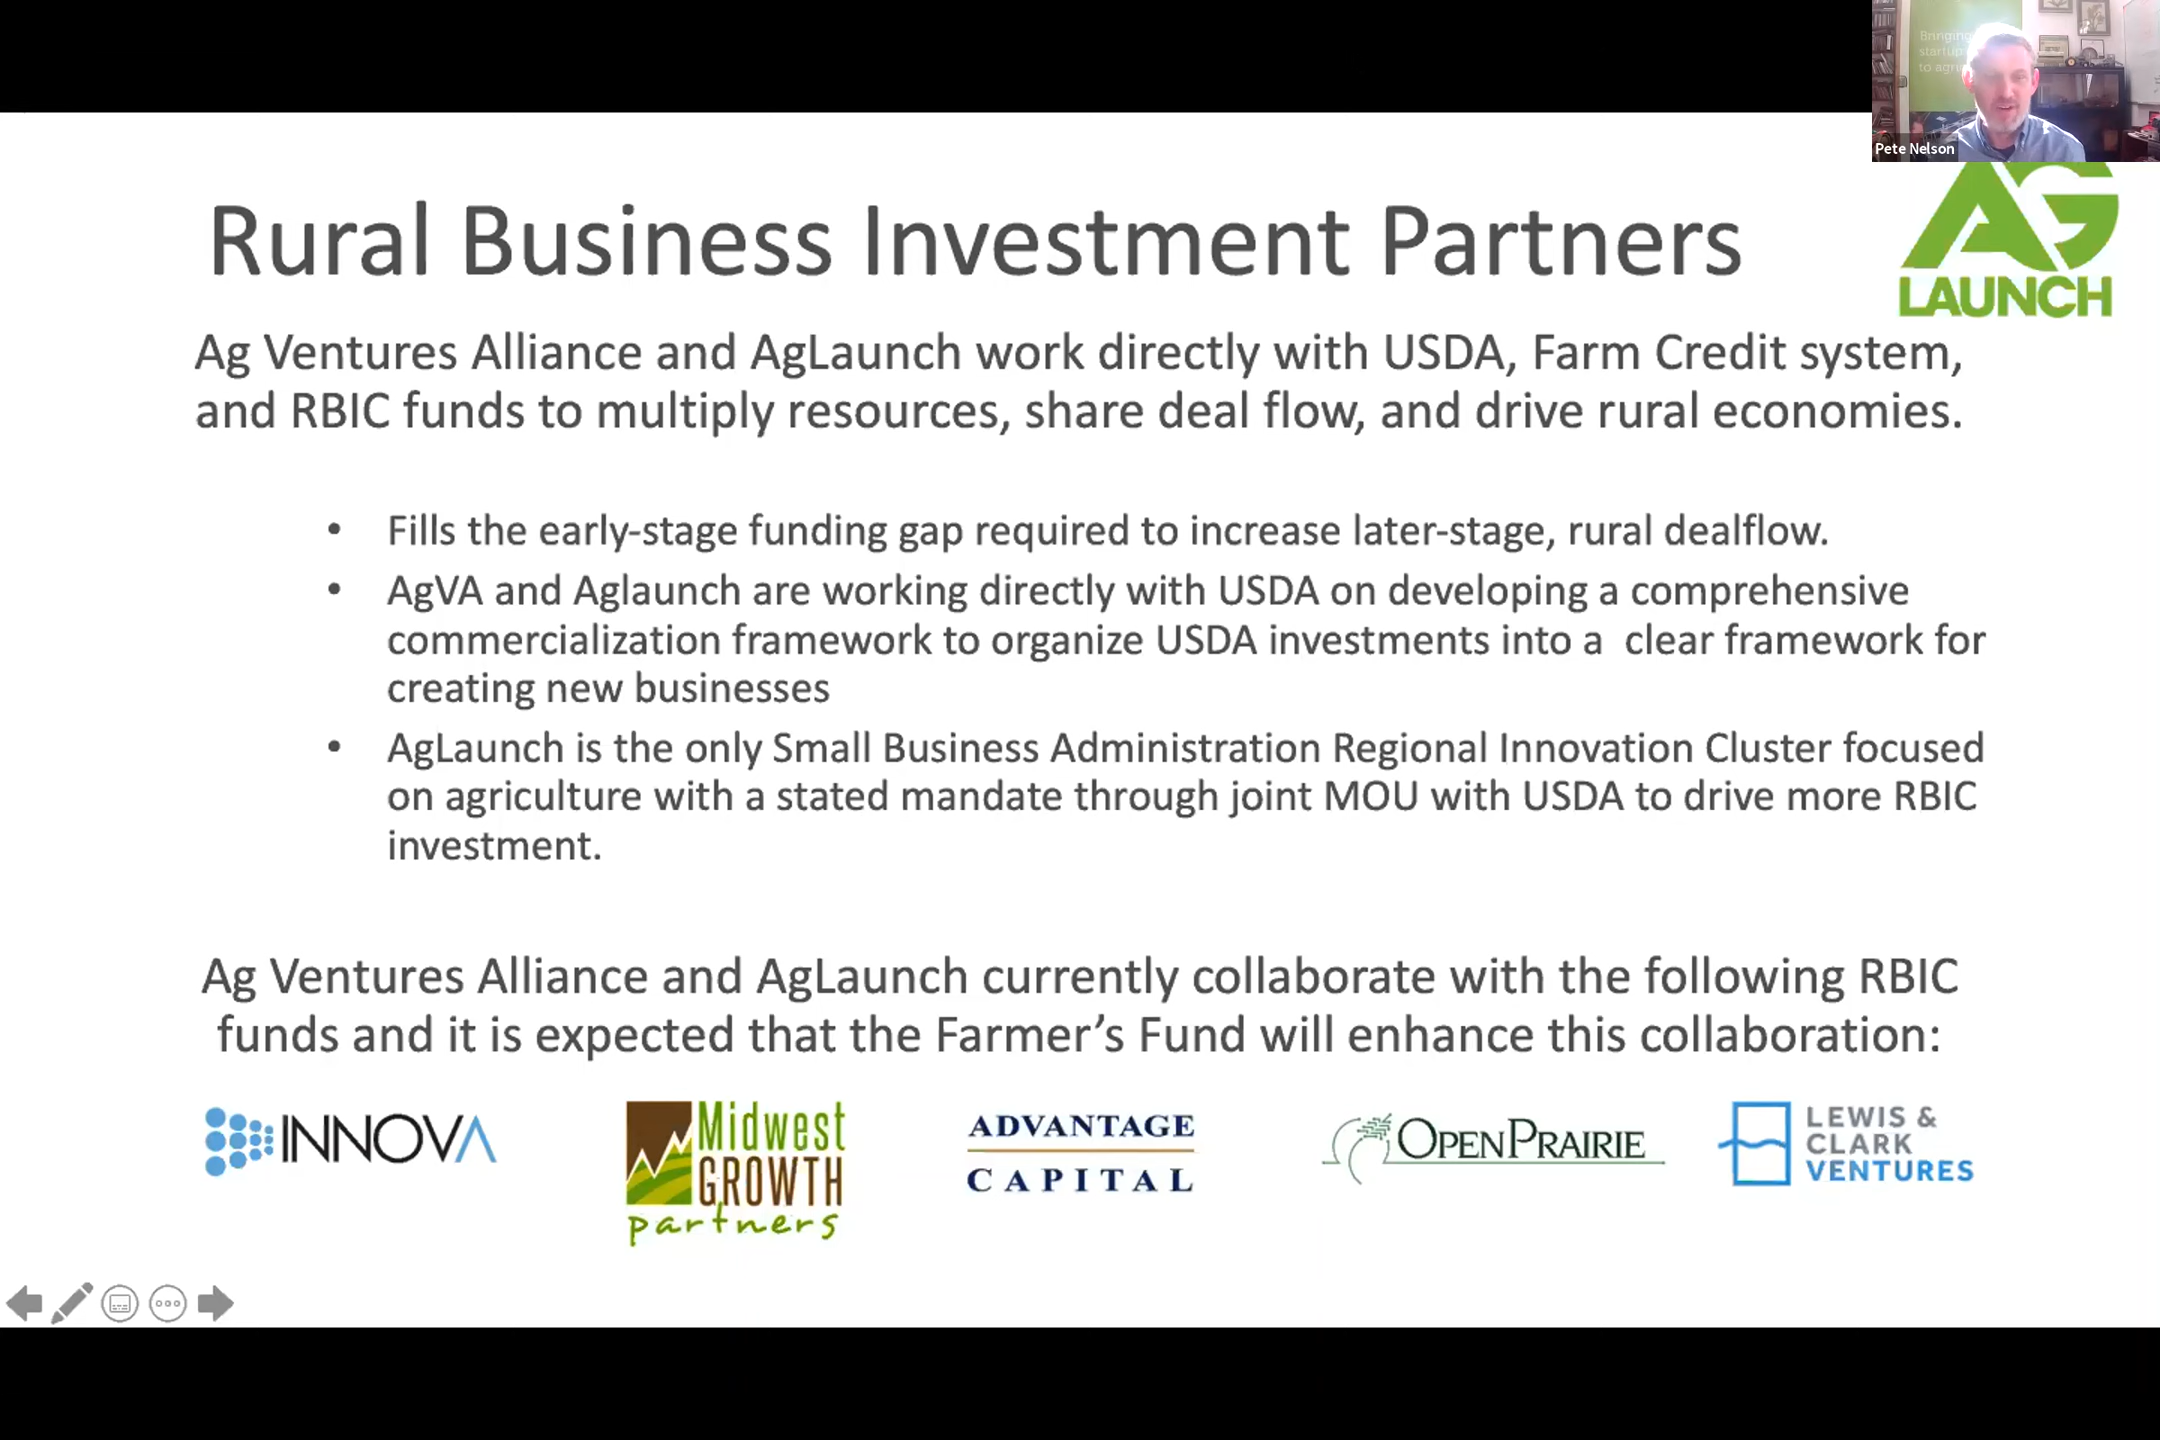 Bringing
startup
to agri
Pete Nelson
AG
LAUNCH
Rural Business Investment Partners
Ag Ventures Alliance and AgLaunch work directly with USDA, Farm Credit system,
and RBIC funds to multiply resources, share deal flow, and drive rural economies.
• Fills the early-stage funding gap required to increase later-stage, rural dealflow.
• AgVA and Aglaunch are working directly with USDA on developing a comprehensive
commercialization framework to organize USDA investments into a clear framework for
creating new businesses
• AgLaunch is the only Small Business Administration Regional Innovation Cluster focused
on agriculture with a stated mandate through joint MOU with USDA to drive more RBIC
investment.
Ag Ventures Alliance and AgLaunch currently collaborate with the following RBIC
funds and it is expected that the Farmer’s Fund will enhance this collaboration:
INNOVA
Midwest
GROWTH
partners
ADVANTAGE
CAPITAL
OPENPRAIRIE
LEWIS &
CLARK
VENTURES